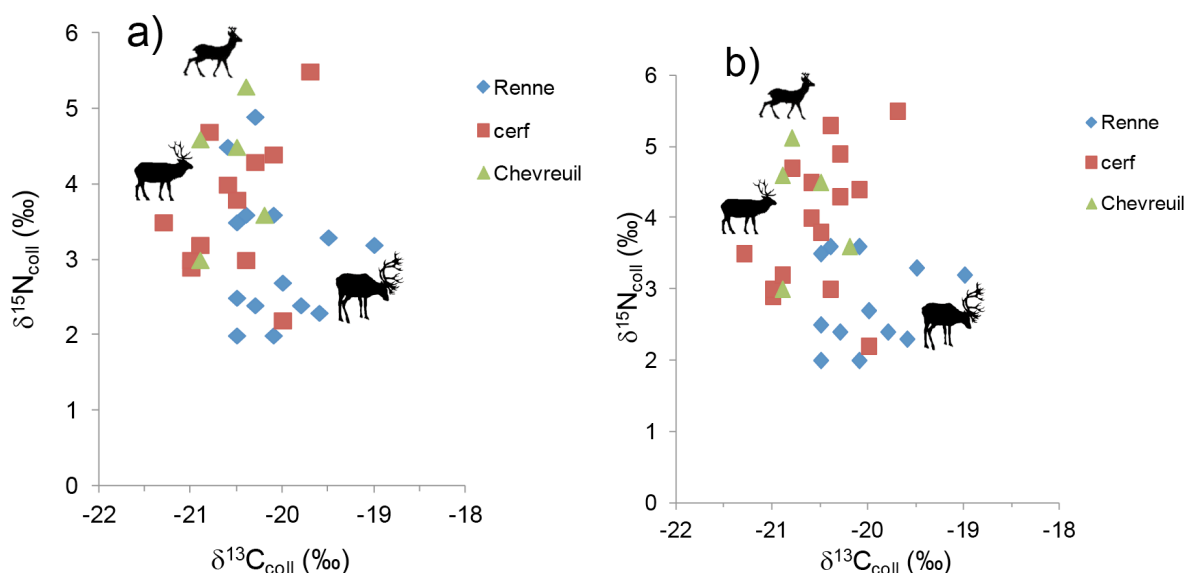 a)
6
5
4
3
2
1
0
-22
-21
-20
-19
-18
δ¹⁵Ncoll (‰)
δ¹³Ccoll (‰)
Renne
cerf
Chevreuil
b)
6
5
4
3
2
1
0
-22
-21
-20
-19
-18
δ¹⁵Ncoll (‰)
δ¹³Ccoll (‰)
Renne
cerf
Chevreuil